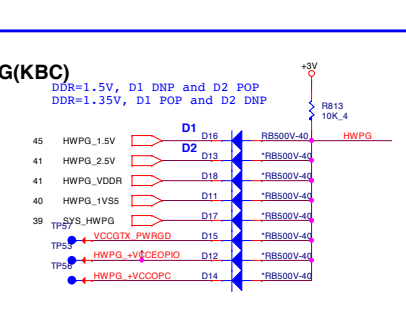 G(KBC)
DDR=1.5V, D1 DNP and D2 POP
DDR=1.35V, D1 POP and D2 DNP
+3V
R813
10K_4
D1
45 HWPG_1.5V D16 RB500V-40 HWPG
D2
41 HWPG_2.5V D13 *RB500V-40
41 HWPG_VDDR D18 *RB500V-40
40 HWPG_1VS5 D11 *RB500V-40
39 SYS_HWPG D17 *RB500V-40
TP57 VCCGTX_PWRGD D15 *RB500V-40
TP53 HWPG_+VCCEOPIO D12 *RB500V-40
TP56 HWPG_+VCCOPC D14 *RB500V-40